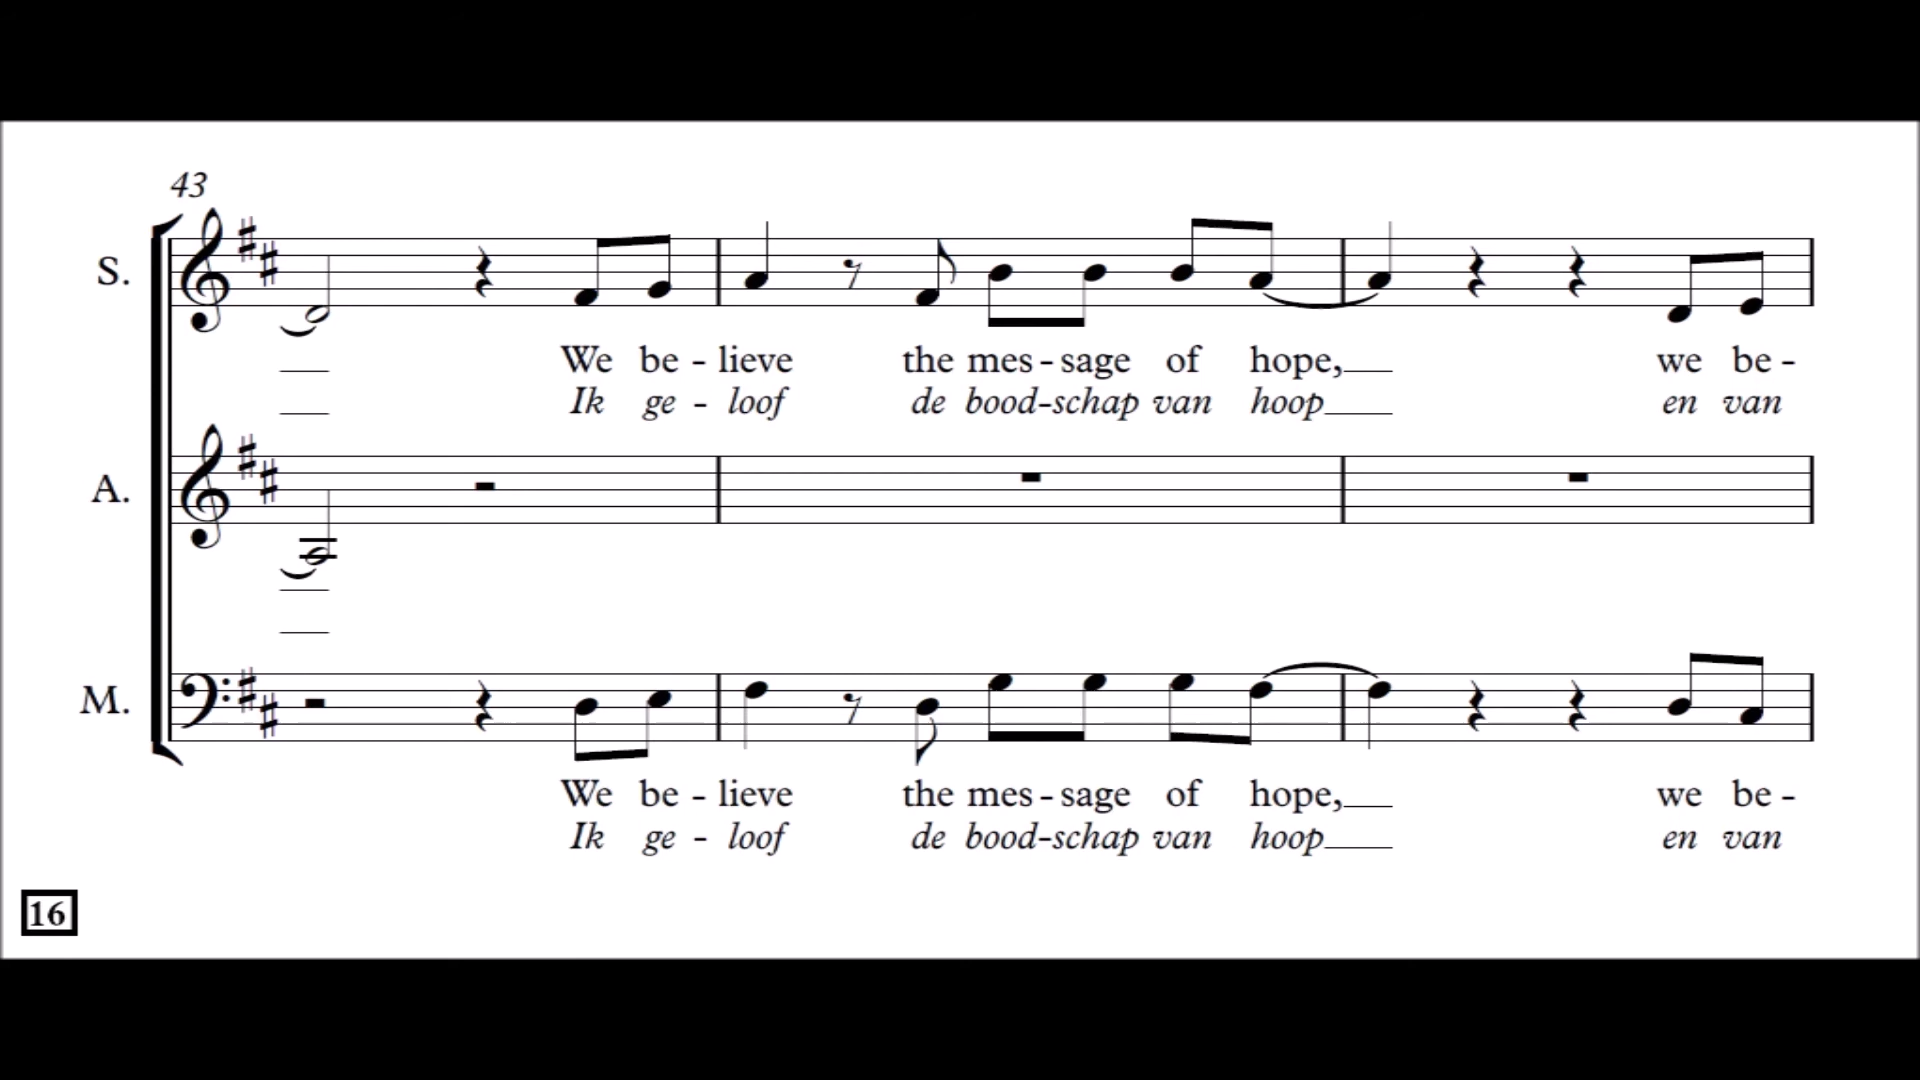 43
S.
We be - lieve the mes - sage of hope, we be -
Ik ge - loof de bood-schap van hoop en van
A.
M.
We be - lieve the mes - sage of hope, we be -
Ik ge - loof de bood-schap van hoop en van
16